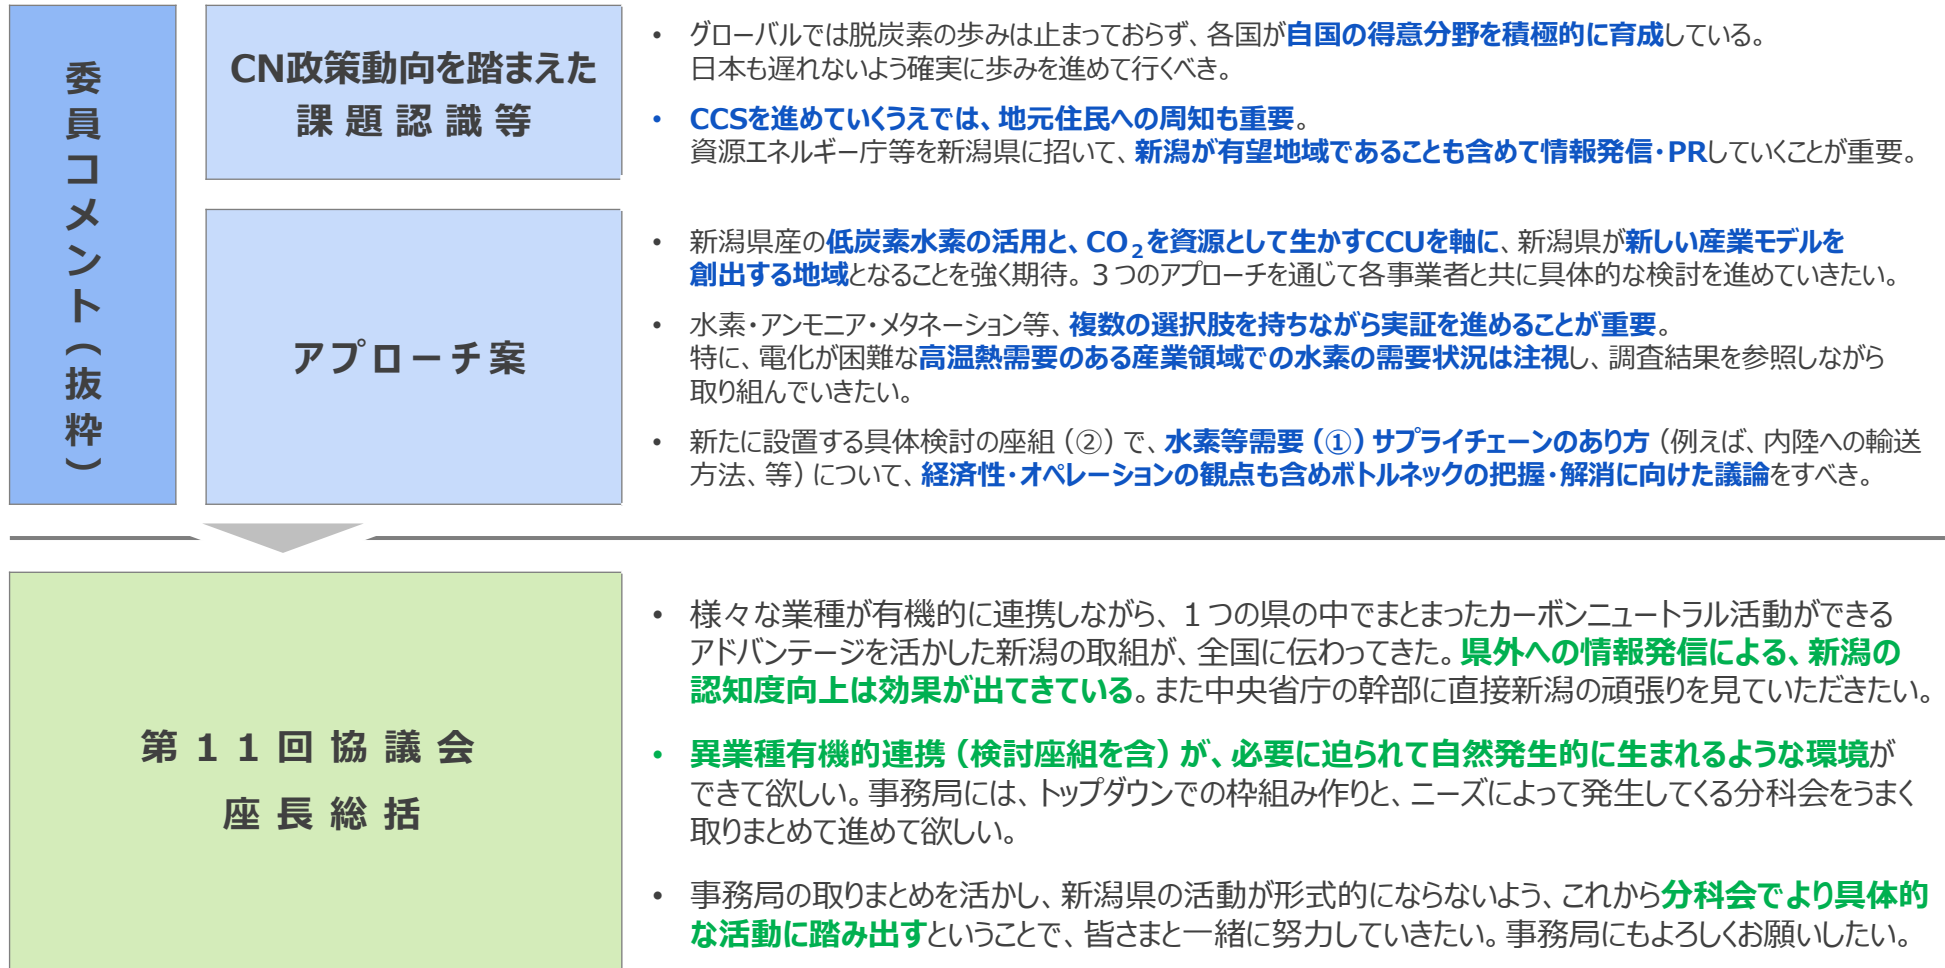 委員コメント（抜粋）
CN政策動向を踏まえた
課題認識等
• グローバルでは脱炭素の歩みは止まっておらず、各国が自国の得意分野を積極的に育成している。
日本も遅れないよう確実に歩みを進めて行くべき。
• CCSを進めていくうえでは、地元住民への周知も重要。
資源エネルギー庁等を新潟県に招いて、新潟が有望地域であることも含めて情報発信・PRしていくことが重要。
アプローチ案
• 新潟県産の低炭素水素の活用と、CO₂を資源として生かすCCUを軸に、新潟県が新しい産業モデルを
創出する地域となることを強く期待。３つのアプローチを通じて各事業者と共に具体的な検討を進めていきたい。
• 水素・アンモニア・メタネーション等、複数の選択肢を持ちながら実証を進めることが重要。
特に、電化が困難な高温熱需要のある産業領域での水素の需要状況は注視し、調査結果を参照しながら
取り組んでいきたい。
• 新たに設置する具体検討の座組（②）で、水素等需要（①）サプライチェーンのあり方（例えば、内陸への輸送
方法、等）について、経済性・オペレーションの観点も含めボトルネックの把握・解消に向けた議論をすべき。
第11回協議会
座長総括
• 様々な業種が有機的に連携しながら、１つの県の中でまとまったカーボンニュートラル活動ができる
アドバンテージを活かした新潟の取組が、全国に伝わってきた。県外への情報発信による、新潟の
認知度向上は効果が出てきている。また中央省庁の幹部に直接新潟の頑張りを見ていただきたい。
• 異業種有機的連携（検討座組を含）が、必要に迫られて自然発生的に生まれるような環境が
できて欲しい。事務局には、トップダウンでの枠組み作りと、ニーズによって発生してくる分科会をうまく
取りまとめて進めて欲しい。
• 事務局の取りまとめを活かし、新潟県の活動が形式的にならないよう、これから分科会でより具体的
な活動に踏み出すということで、皆さまと一緒に努力していきたい。事務局にもよろしくお願いしたい。